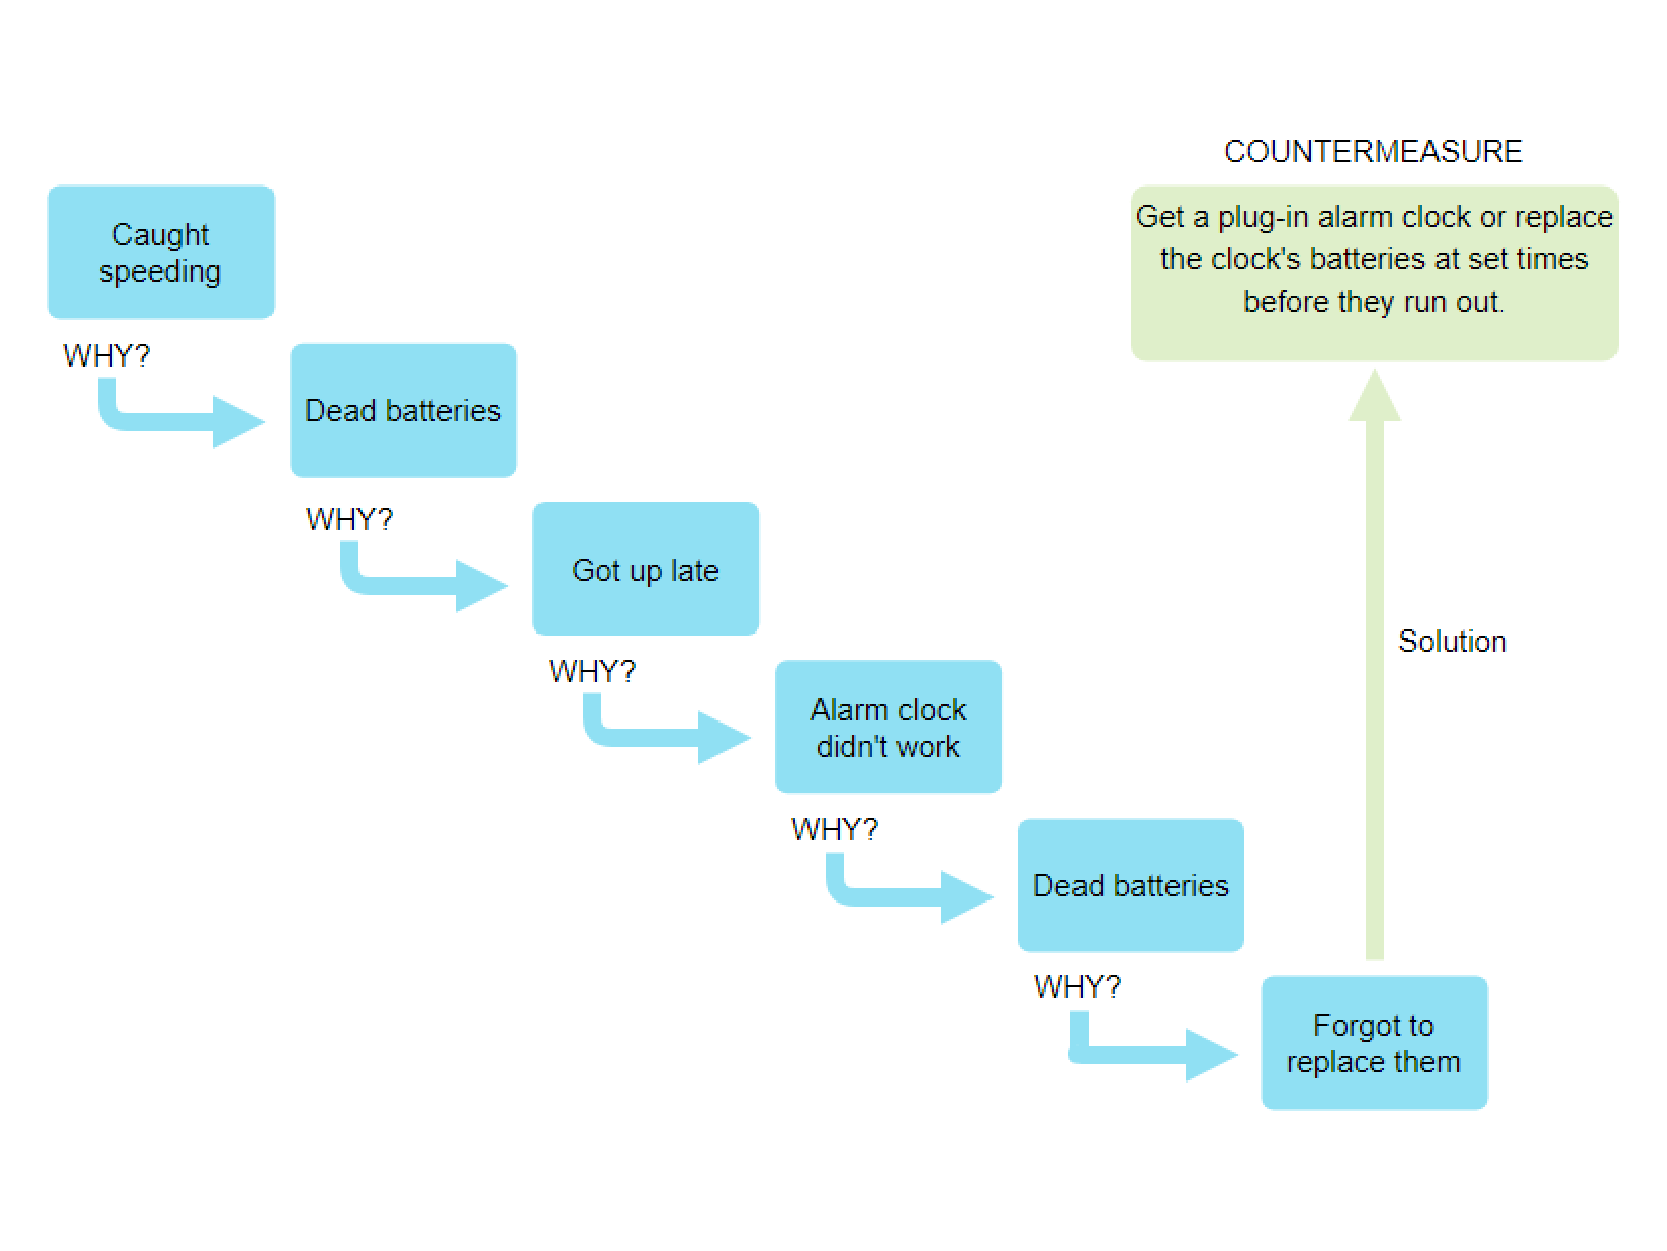 COUNTERMEASURE
Get a plug-in alarm clock or replace
the clock's batteries at set times
before they run out.
Caught
speeding
WHY?
Dead batteries
WHY?
Got up late
WHY?
Alarm clock
didn't work
WHY?
Dead batteries
WHY?
Forgot to
replace them
Solution